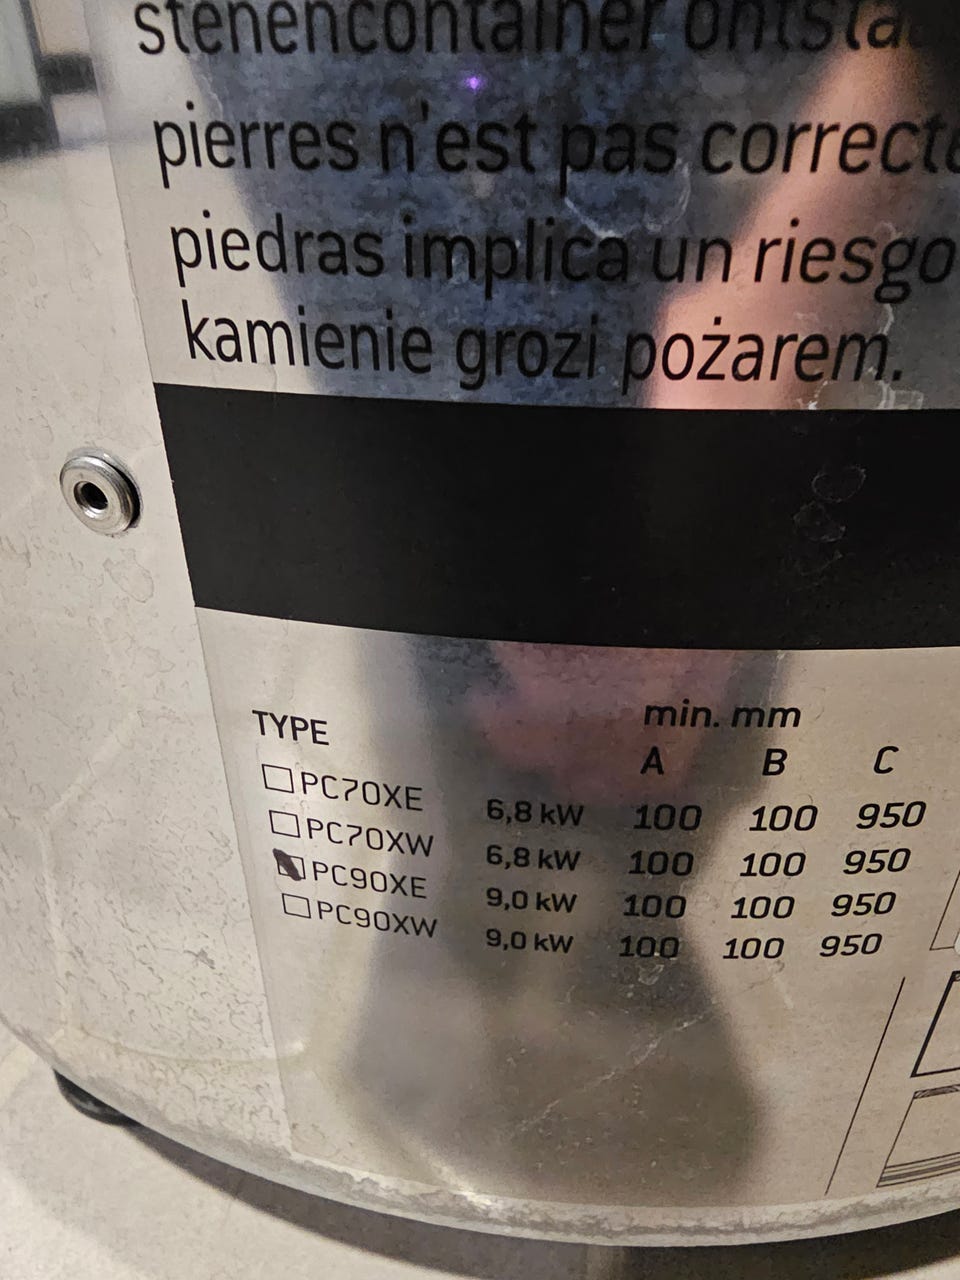 stenencontainer
pierres n'est pas correcte
piedras implica un riesgo
kamienie grozi pożarem.
TYPE min. mm
A B C
PC70XE 6,8 kW 100 100 950
PC70XW 6,8 kW 100 100 950
PC90XE 9,0 kW 100 100 950
PC90XW 9,0 kW 100 100 950